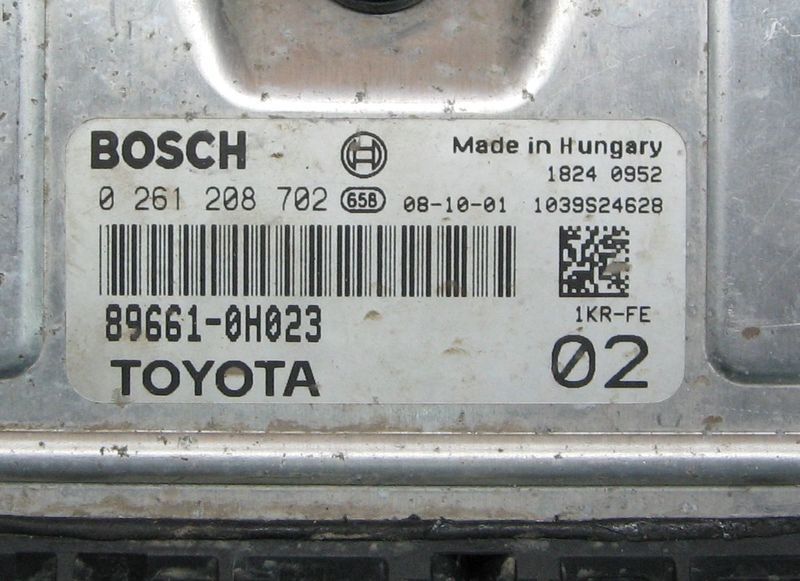 BOSCH
Made in Hungary
1824 0952
0 261 208 702 658 08-10-01 1039S24628
89661-0H023
1KR-FE
TOYOTA
02